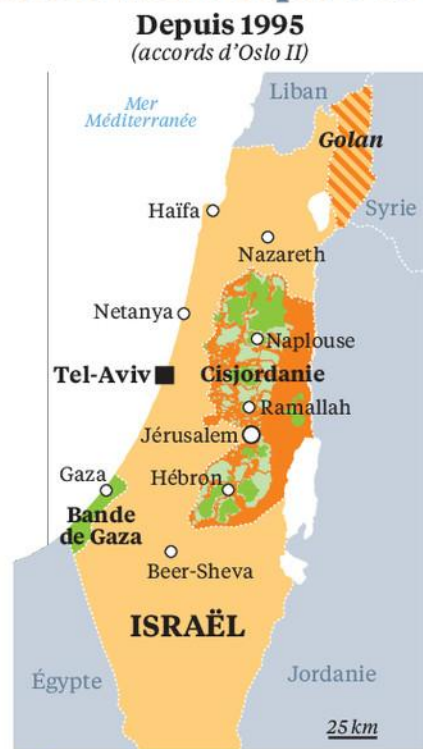 Depuis 1995
(accords d’Oslo II)
Liban
Mer
Méditerranée
Golan
Haïfa
Syrie
Nazareth
Netanya
Naplouse
Tel-Aviv
Cisjordanie
Ramallah
Jérusalem
Gaza
Hébron
Bande
de Gaza
Beer-Sheva
ISRAËL
Égypte
Jordanie
25 km